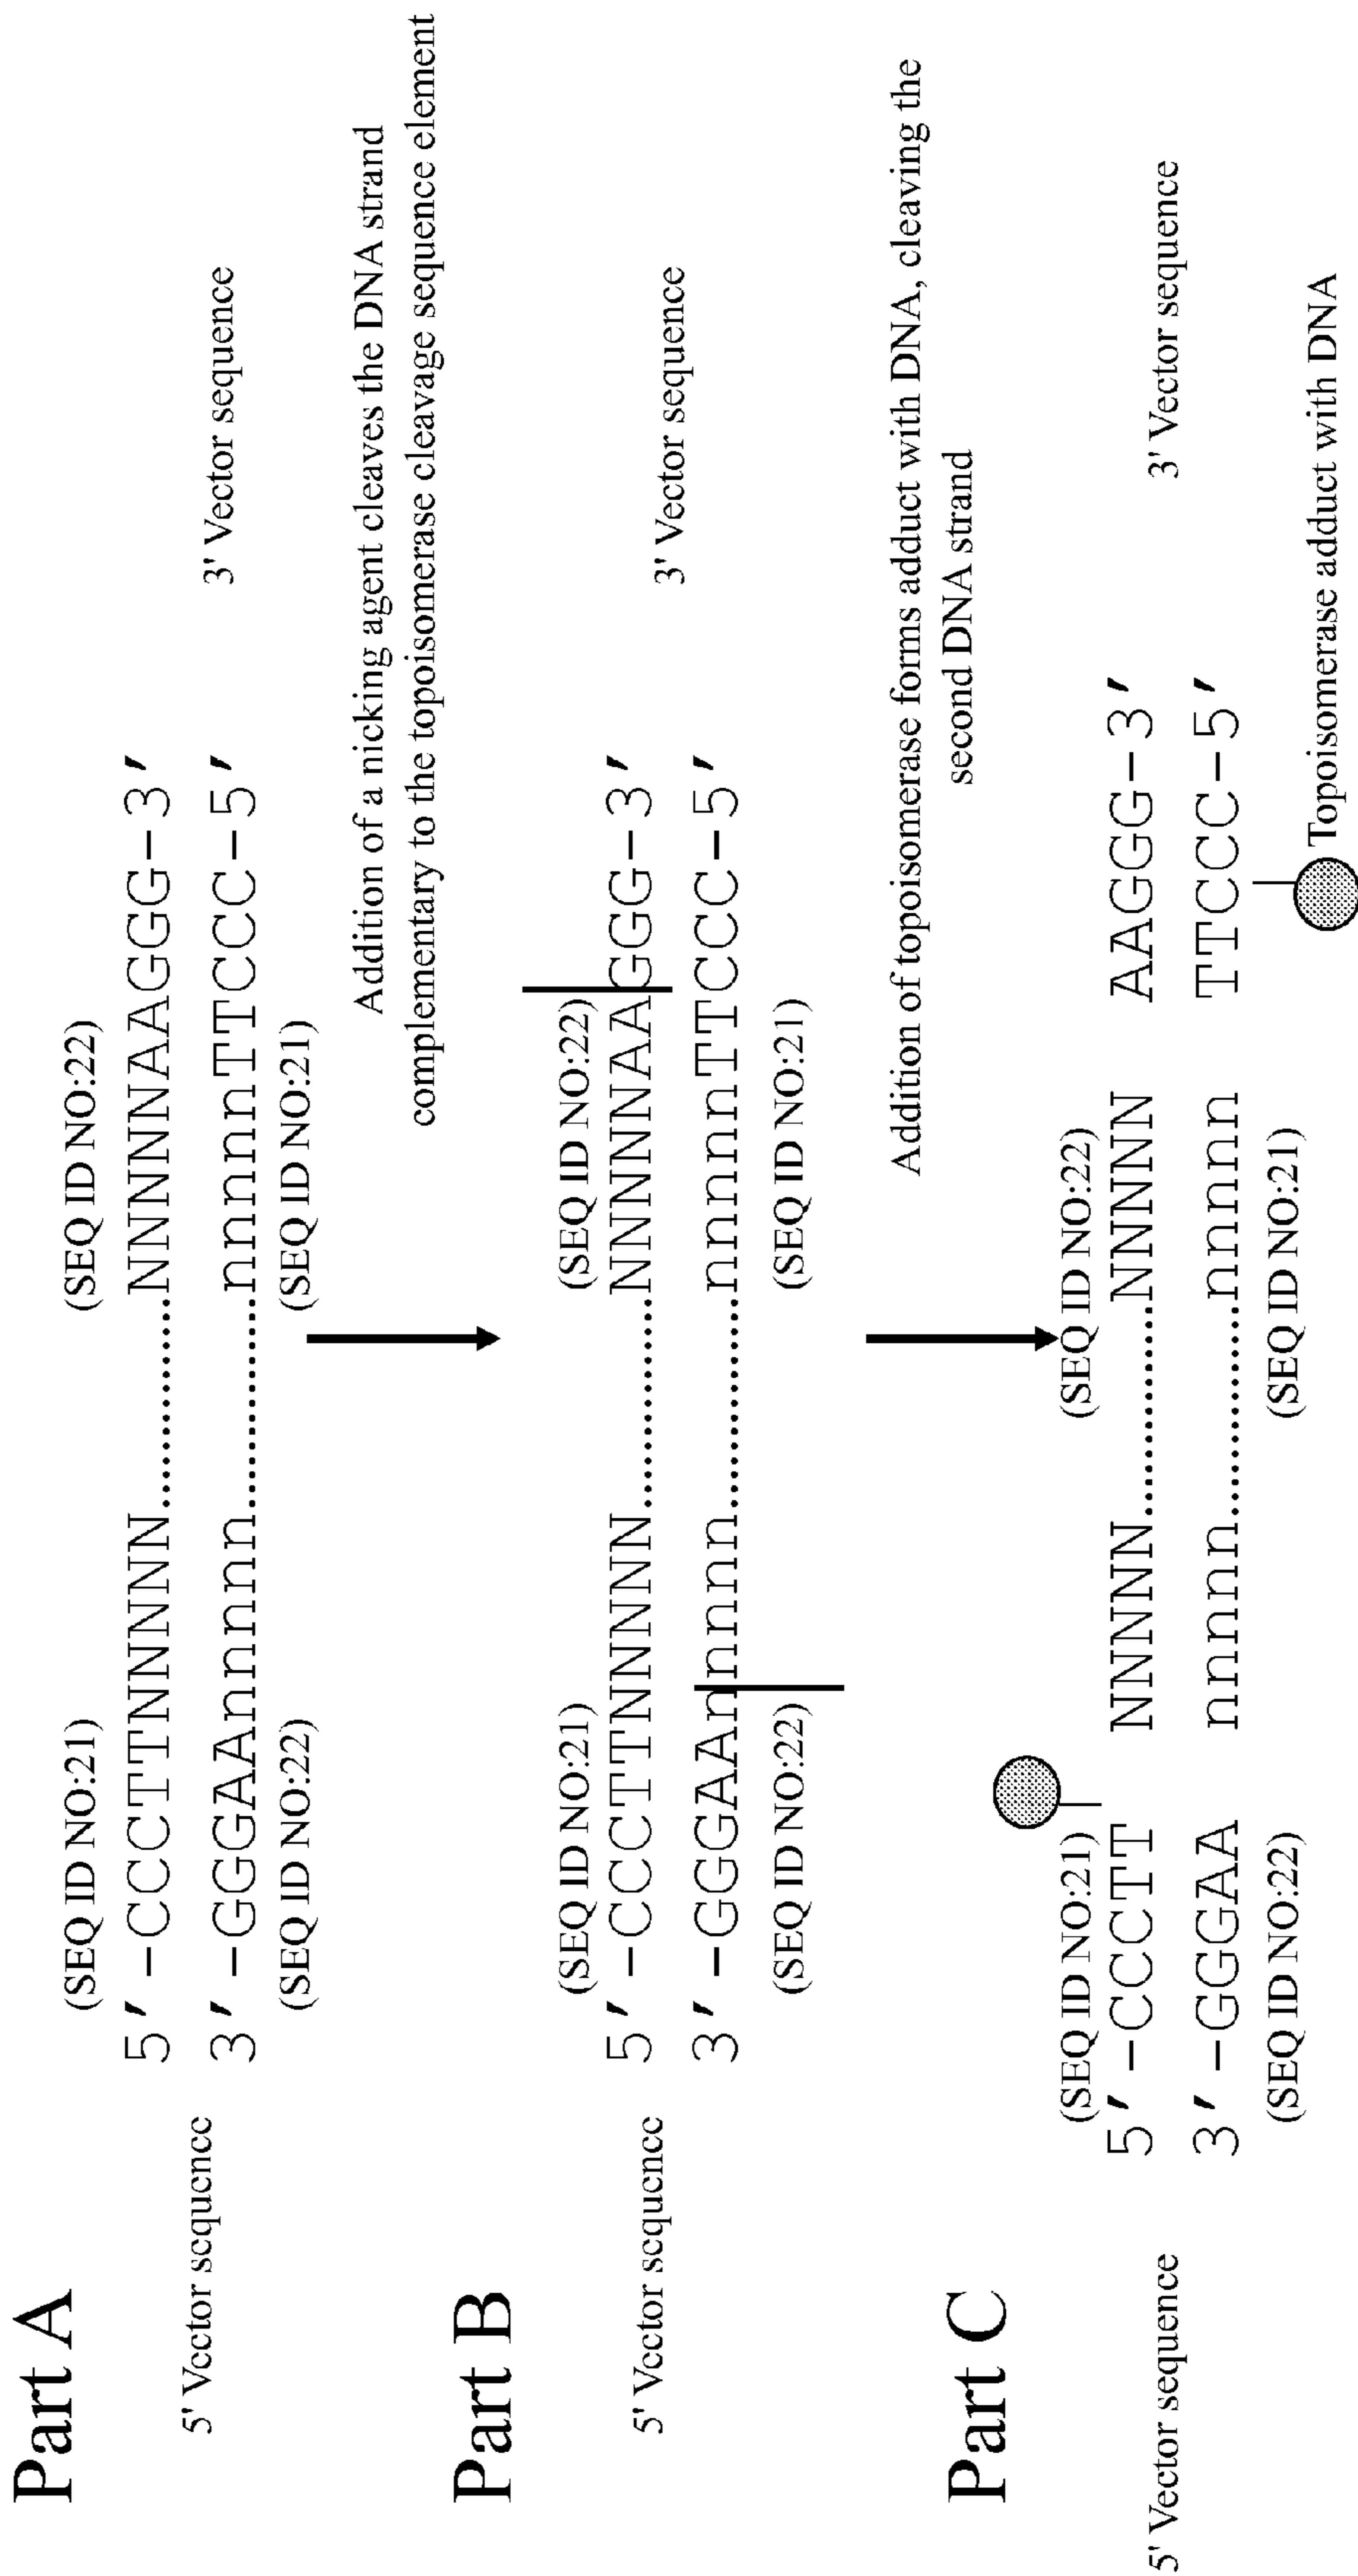 Part A
(SEQ ID NO:21) (SEQ ID NO:22)
5'-CCCTTNNNNN................NNNNNAAGGG-3'
3'-GGGAAnnnnn................nnnnnTTCCC-5'
5' Vector sequence 3' Vector sequence
(SEQ ID NO:22) (SEQ ID NO:21)
Addition of a nicking agent cleaves the DNA strand
complementary to the topoisomerase cleavage sequence element
Part B
(SEQ ID NO:21) (SEQ ID NO:22)
5'-CCCTTNNNNN................NNNNNAAGGG-3'
3'-GGGAAnnnnn................nnnnnTTCCC-5'
5' Vector sequence 3' Vector sequence
(SEQ ID NO:22) (SEQ ID NO:21)
Addition of topoisomerase forms adduct with DNA, cleaving the
second DNA strand
Part C
(SEQ ID NO:21) (SEQ ID NO:22)
5'-CCCTT NNNNN................NNNNN AAGGG-3'
5' Vector sequence 3' Vector sequence
3'-GGGAA nnnnn................nnnnn TTCCC-5'
(SEQ ID NO:22) (SEQ ID NO:21)
Topoisomerase adduct with DNA